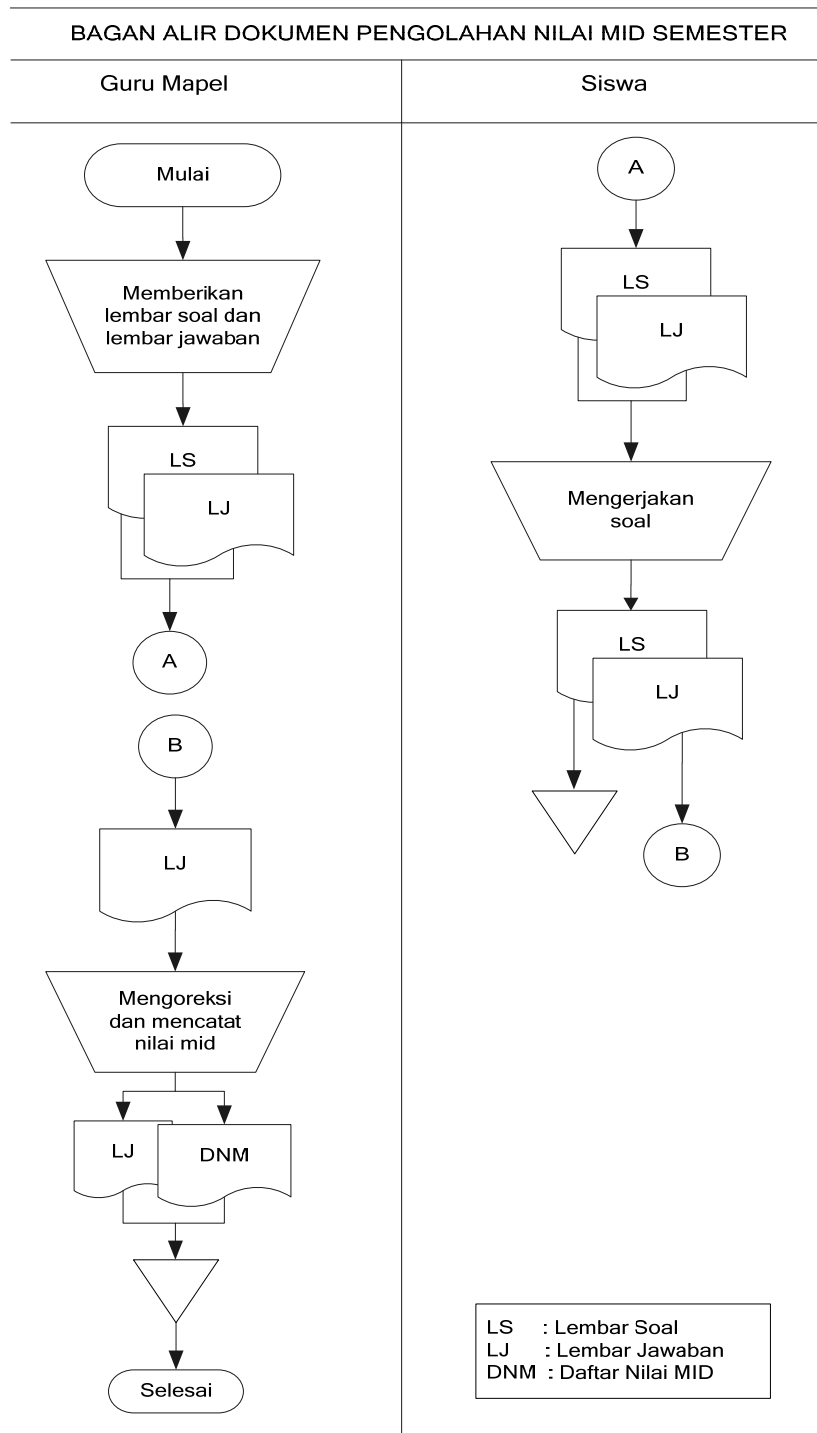 BAGAN ALIR DOKUMEN PENGOLAHAN NILAI MID SEMESTER
Guru Mapel
Siswa
Mulai
Memberikan
lembar soal dan
lembar jawaban
LS
LJ
A
B
LJ
Mengoreksi
dan mencatat
nilai mid
LJ
DNM
Selesai
A
LS
LJ
Mengerjakan
soal
LS
LJ
B
LS : Lembar Soal
LJ : Lembar Jawaban
DNM : Daftar Nilai MID